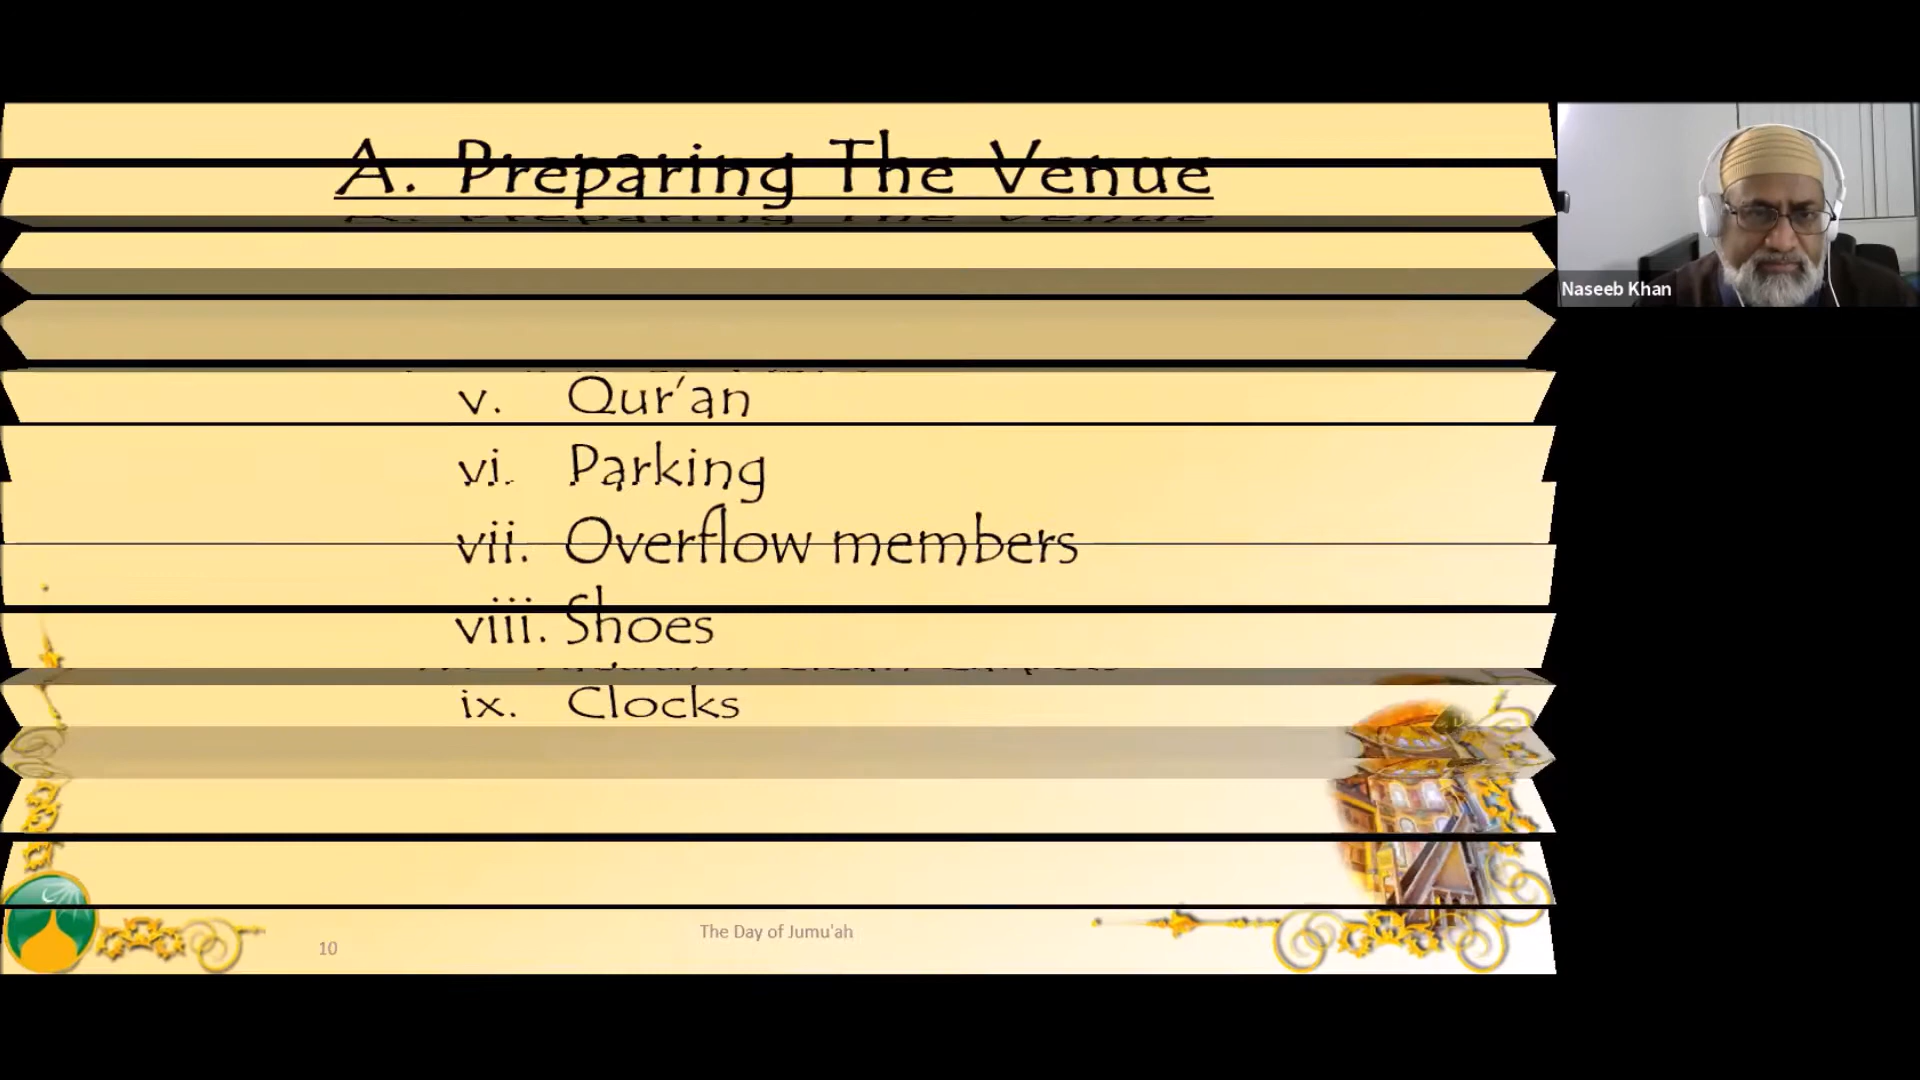 A. Preparing The Venue
v. Qur'an
vi. Parking
vii. Overflow members
viii. Shoes
ix. Clocks
The Day of Jumu'ah
10
Naseeb Khan